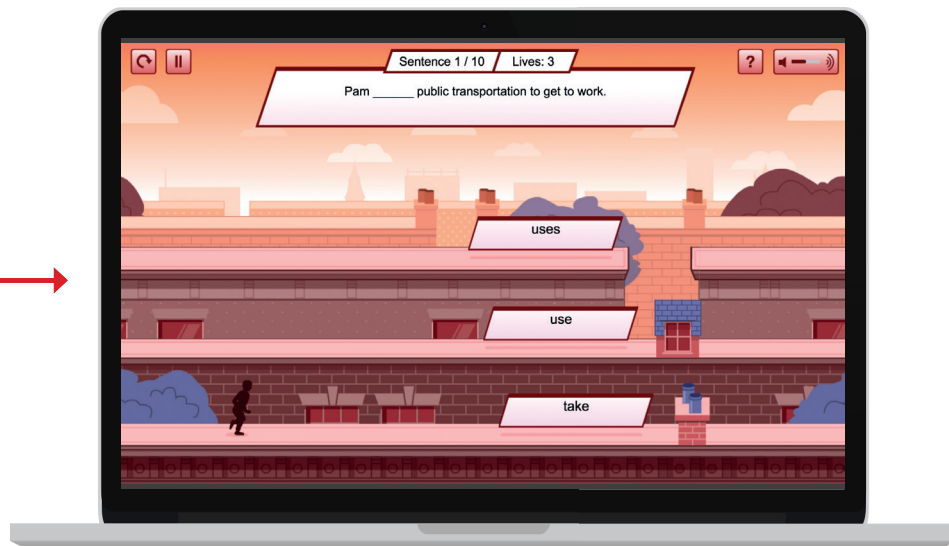 Sentence 1 / 10 Lives: 3
?
Pam ______ public transportation to get to work.
uses
use
take